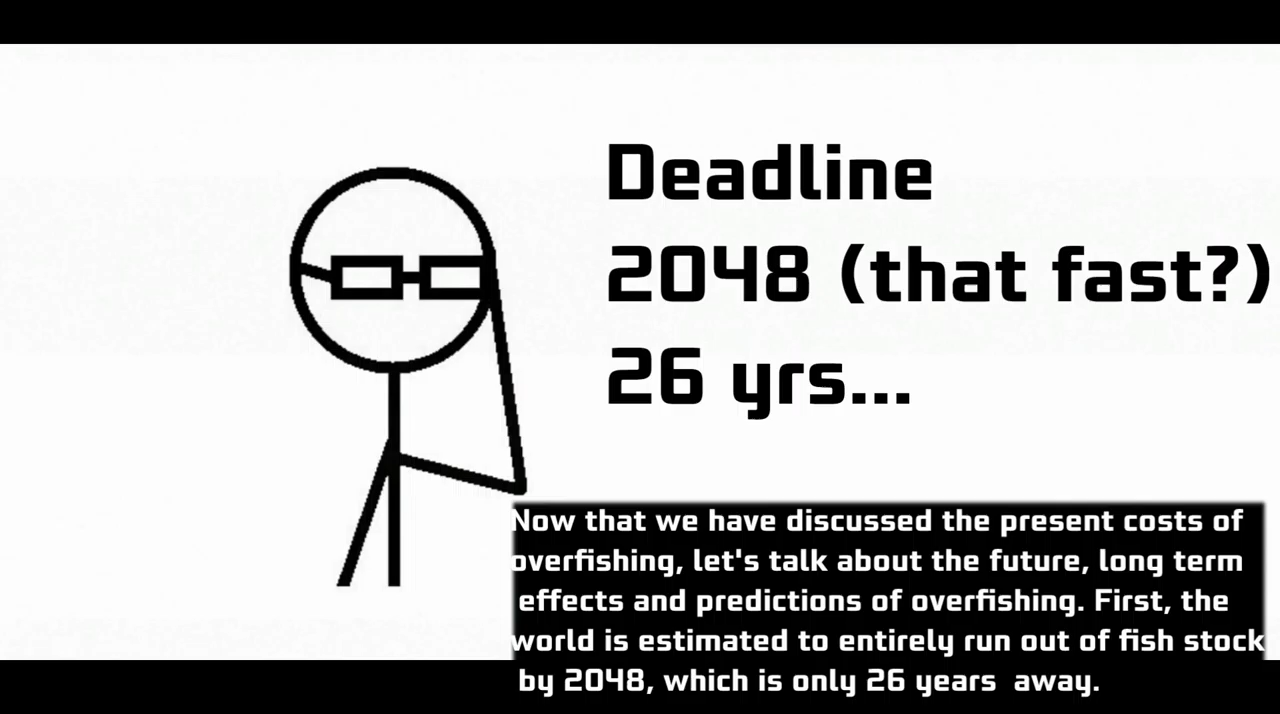 Deadline
2048 (that fast?)
26 yrs...
Now that we have discussed the present costs of
overfishing, let's talk about the future, long term
effects and predictions of overfishing. First, the
world is estimated to entirely run out of fish stock
by 2048, which is only 26 years away.